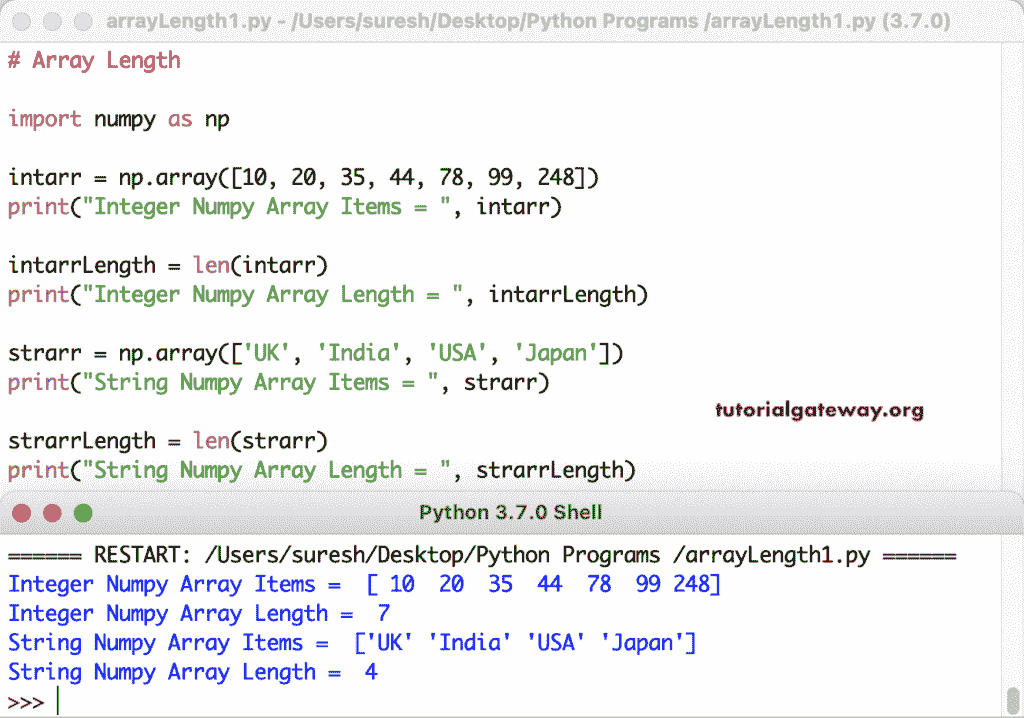 arrayLength1.py - /Users/suresh/Desktop/Python Programs /arrayLength1.py (3.7.0)
# Array Length
import numpy as np
intarr = np.array([10, 20, 35, 44, 78, 99, 248])
print("Integer Numpy Array Items = ", intarr)
intarrLength = len(intarr)
print("Integer Numpy Array Length = ", intarrLength)
strarr = np.array(['UK', 'India', 'USA', 'Japan'])
print("String Numpy Array Items = ", strarr)
tutorialgateway.org
strarrLength = len(strarr)
print("String Numpy Array Length = ", strarrLength)
Python 3.7.0 Shell
====== RESTART: /Users/suresh/Desktop/Python Programs /arrayLength1.py ======
Integer Numpy Array Items =  [ 10  20  35  44  78  99 248]
Integer Numpy Array Length =  7
String Numpy Array Items =  ['UK' 'India' 'USA' 'Japan']
String Numpy Array Length =  4
>>>